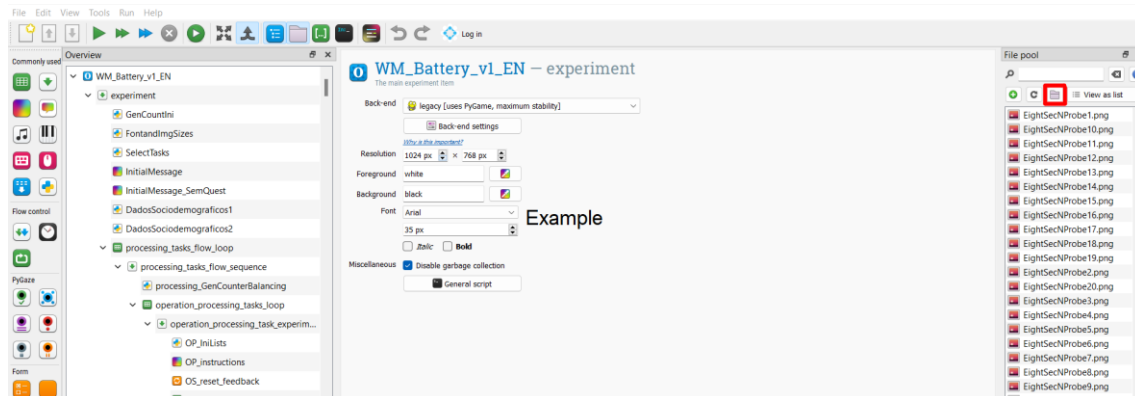 File Edit View Tools Run Help
Log in
Commonly used
Flow control
PyGaze
Form
Overview
WM_Battery_v1_EN
experiment
GenCountIni
FontandImgSizes
SelectTasks
InitialMessage
InitialMessage_SemQuest
DadosSociodemograficos1
DadosSociodemograficos2
processing_tasks_flow_loop
processing_tasks_flow_sequence
processing_GenCounterBalancing
operation_processing_tasks_loop
operation_processing_task_experim...
OP_IniLists
OP_instructions
OS_reset_feedback
WM_Battery_v1_EN — experiment
The main experiment item
Back-end legacy [uses PyGame, maximum stability]
Back-end settings
Why is this important?
Resolution 1024 px × 768 px
Foreground white
Background black
Font Arial
Example
35 px
Italic Bold
Miscellaneous Disable garbage collection
General script
File pool
View as list
EightSecNProbe1.png
EightSecNProbe10.png
EightSecNProbe11.png
EightSecNProbe12.png
EightSecNProbe13.png
EightSecNProbe14.png
EightSecNProbe15.png
EightSecNProbe16.png
EightSecNProbe17.png
EightSecNProbe18.png
EightSecNProbe19.png
EightSecNProbe2.png
EightSecNProbe20.png
EightSecNProbe3.png
EightSecNProbe4.png
EightSecNProbe5.png
EightSecNProbe6.png
EightSecNProbe7.png
EightSecNProbe8.png
EightSecNProbe9.png